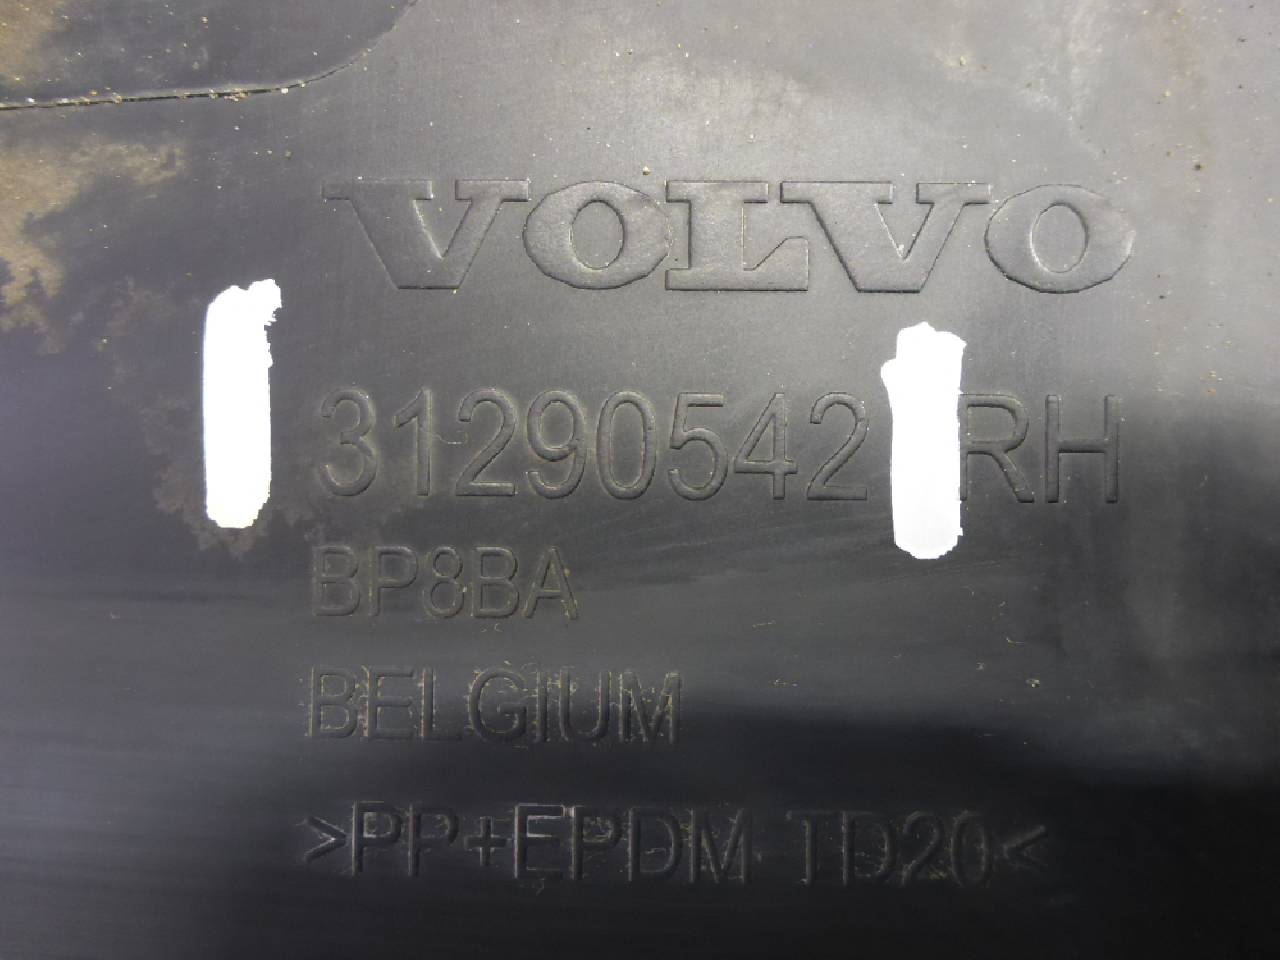 VOLVO
31290542 RH
BP8BA
BELGIUM
>PP+EPDM TD20<